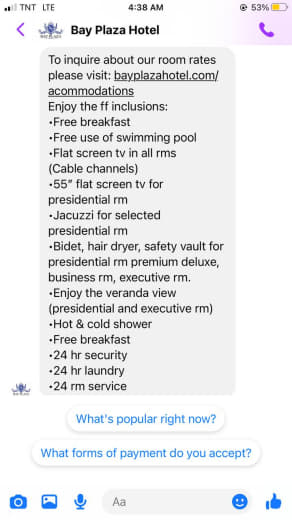 TNT LTE 4:38 AM 53%
Bay Plaza Hotel
To inquire about our room rates
please visit: bayplazahotel.com/
acommodations
Enjoy the ff inclusions:
•Free breakfast
•Free use of swimming pool
•Flat screen tv in all rms
(Cable channels)
•55" flat screen tv for
presidential rm
•Jacuzzi for selected
presidential rm
•Bidet, hair dryer, safety vault for
presidential rm premium deluxe,
business rm, executive rm.
•Enjoy the veranda view
(presidential and executive rm)
•Hot & cold shower
•Free breakfast
•24 hr security
•24 hr laundry
•24 rm service
What's popular right now?
What forms of payment do you accept?
Aa